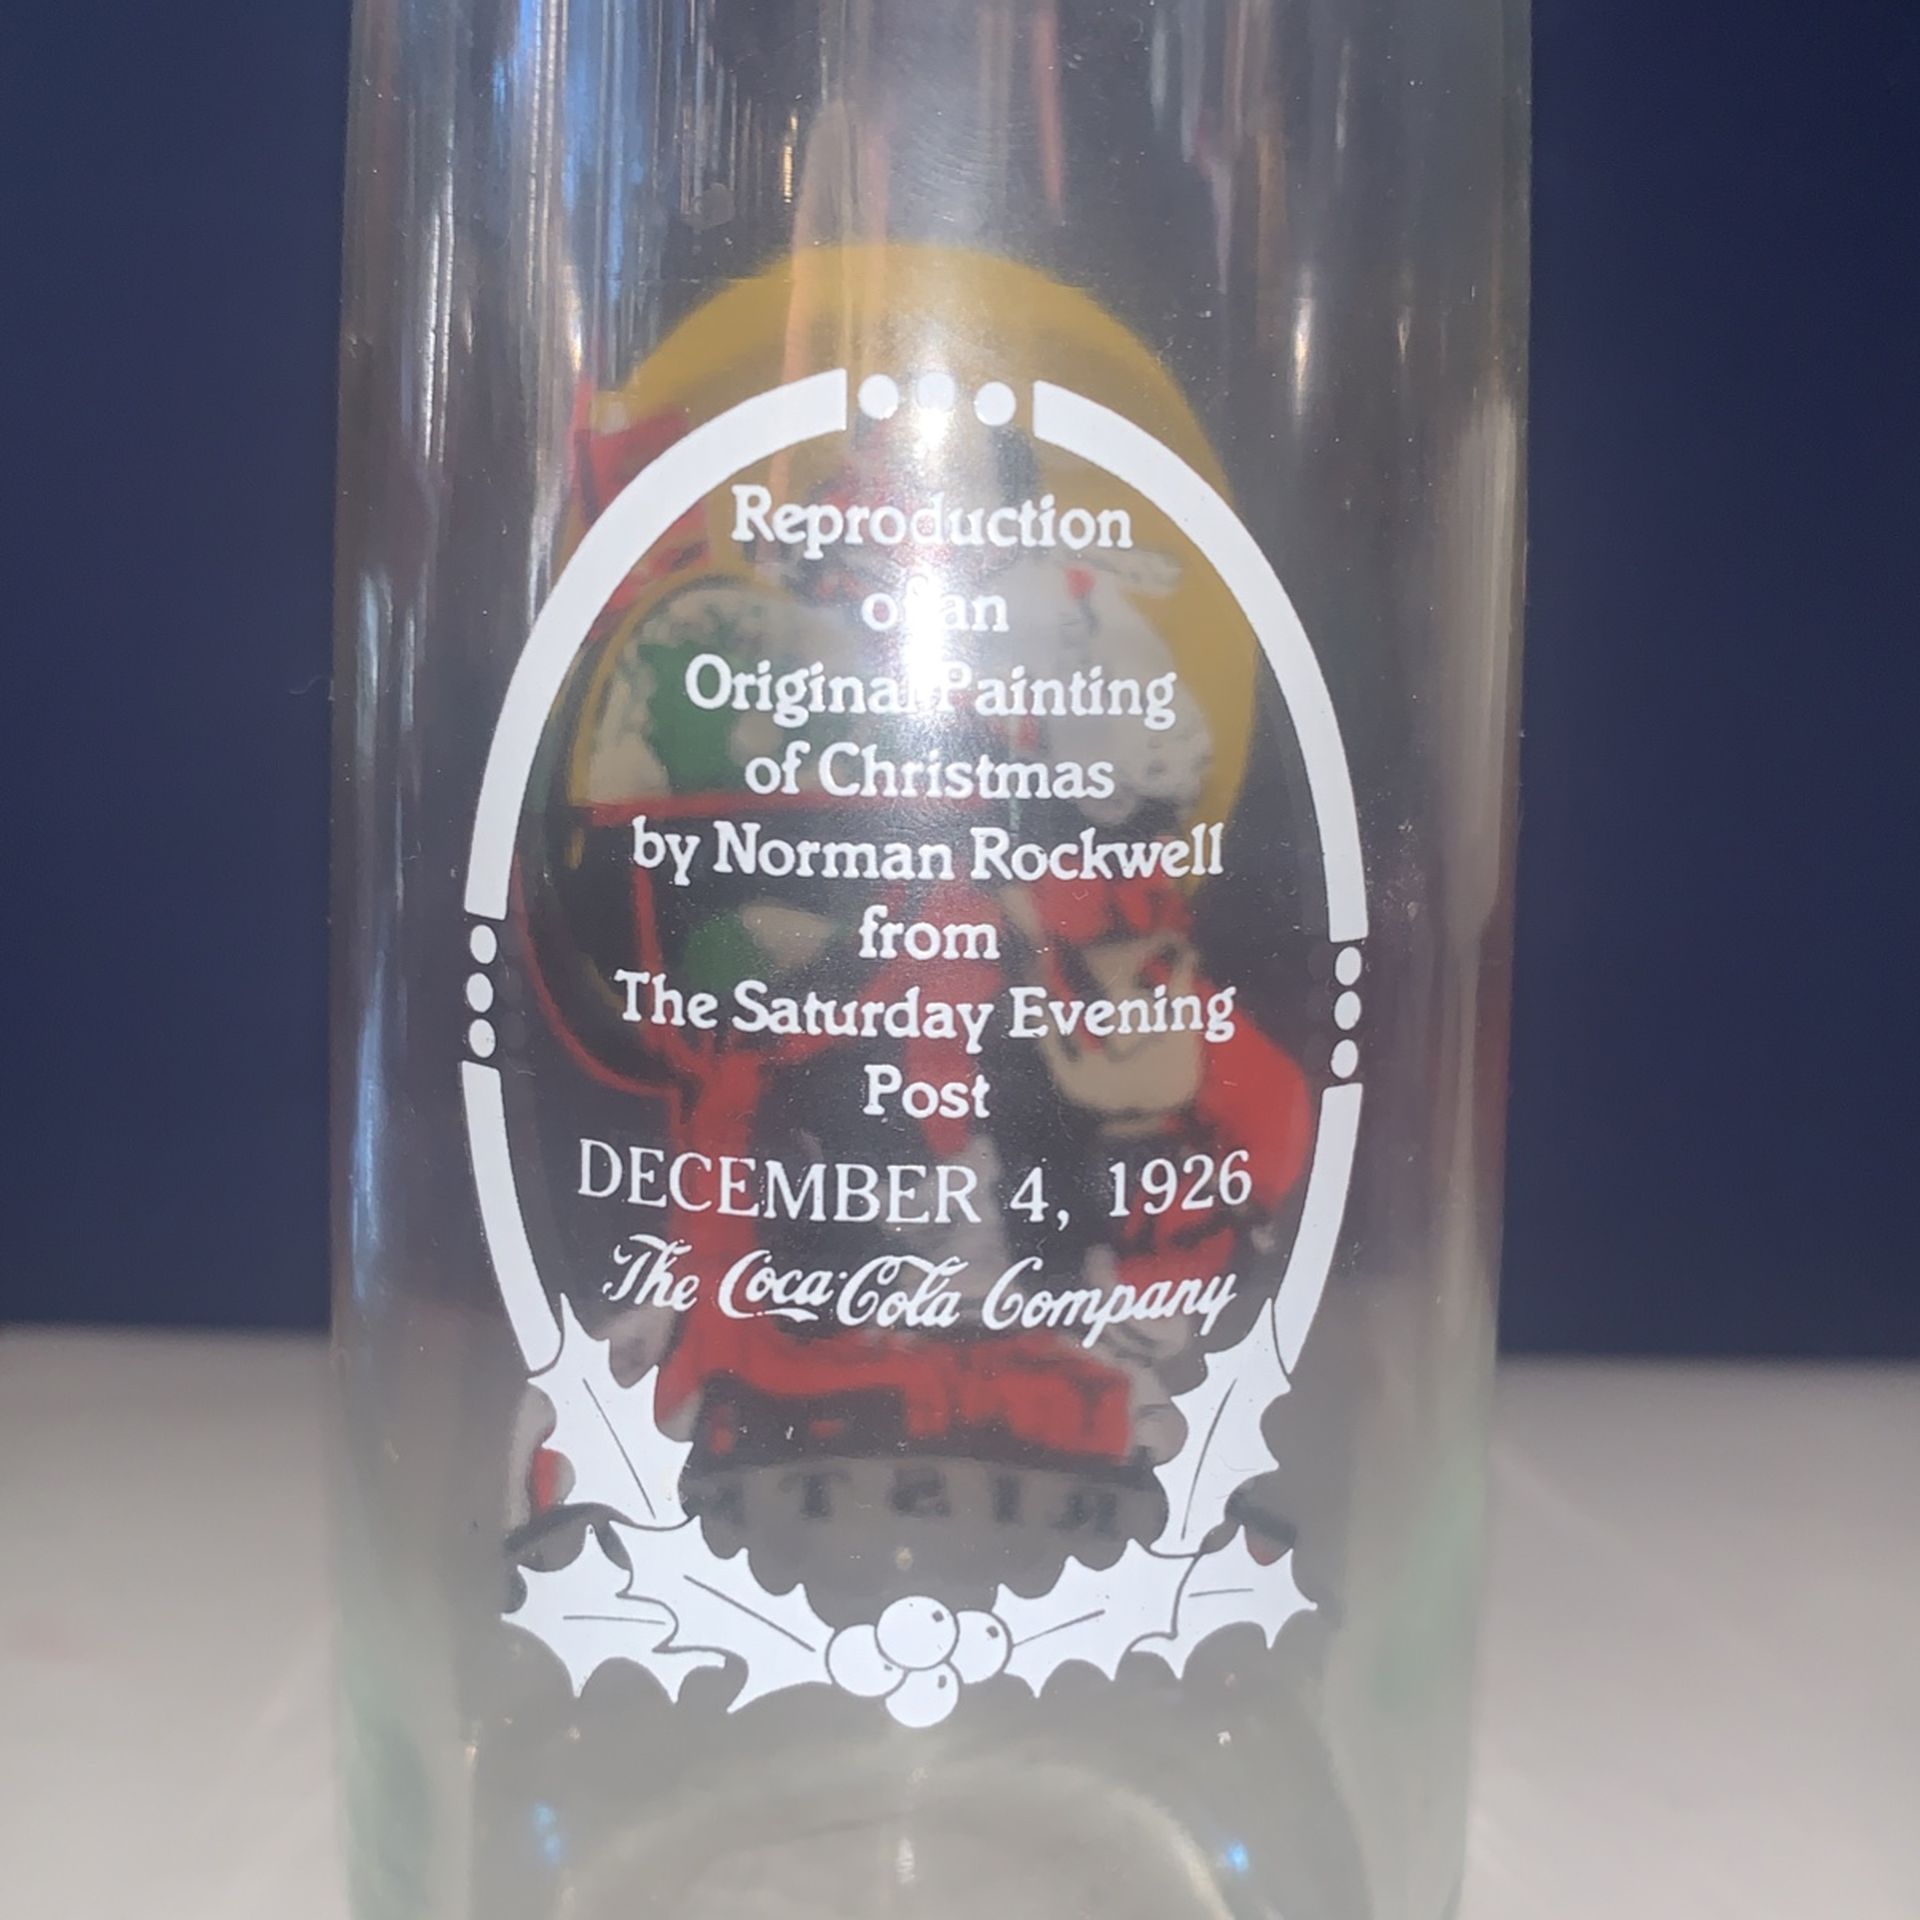 Reproduction
of an
Original Painting
of Christmas
by Norman Rockwell
from
The Saturday Evening
Post
DECEMBER 4, 1926
The Coca-Cola Company